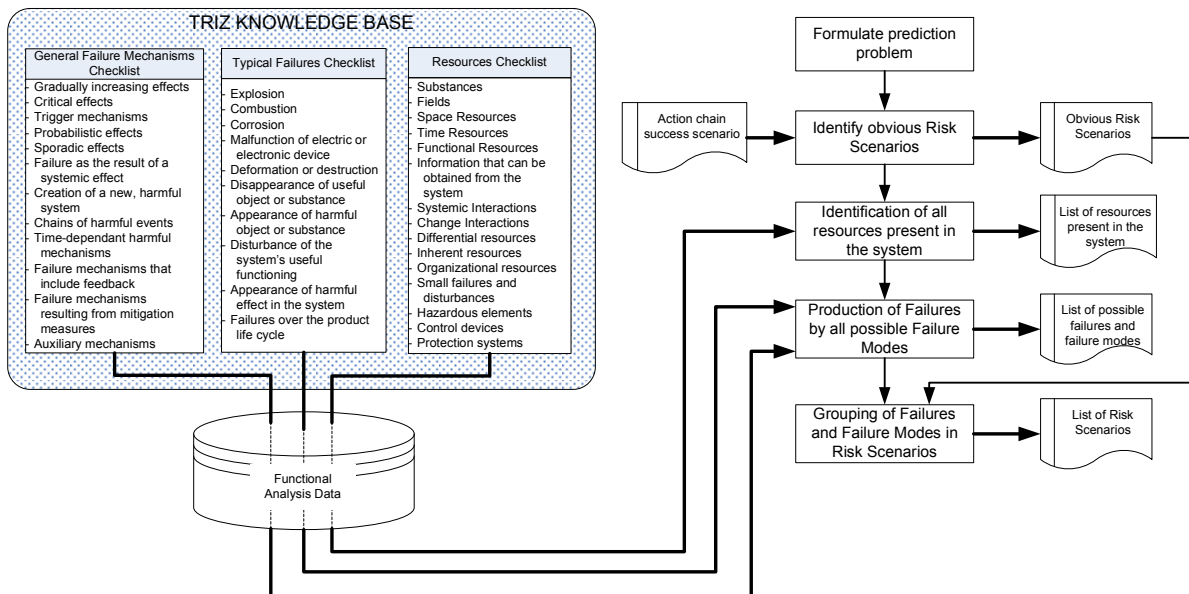 TRIZ KNOWLEDGE BASE
General Failure Mechanisms
Checklist
- Gradually increasing effects
- Critical effects
- Trigger mechanisms
- Probabilistic effects
- Sporadic effects
- Failure as the result of a
systemic effect
- Creation of a new, harmful
system
- Chains of harmful events
- Time-dependant harmful
mechanisms
- Failure mechanisms that
include feedback
- Failure mechanisms
resulting from mitigation
measures
- Auxiliary mechanisms
Typical Failures Checklist
- Explosion
- Combustion
- Corrosion
- Malfunction of electric or
electronic device
- Deformation or destruction
- Disappearance of useful
object or substance
- Appearance of harmful
object or substance
- Disturbance of the
system's useful
functioning
- Appearance of harmful
effect in the system
- Failures over the product
life cycle
Resources Checklist
- Substances
- Fields
- Space Resources
- Time Resources
- Functional Resources
- Information that can be
obtained from the
system
- Systemic Interactions
- Change Interactions
- Differential resources
- Inherent resources
- Organizational resources
- Small failures and
disturbances
- Hazardous elements
- Control devices
- Protection systems
Functional
Analysis Data
Formulate prediction
problem
Action chain
success scenario
Identify obvious Risk
Scenarios
Obvious Risk
Scenarios
Identification of all
resources present in
the system
List of resources
present in the
system
Production of Failures
by all possible Failure
Modes
List of possible
failures and
failure modes
Grouping of Failures
and Failure Modes in
Risk Scenarios
List of Risk
Scenarios